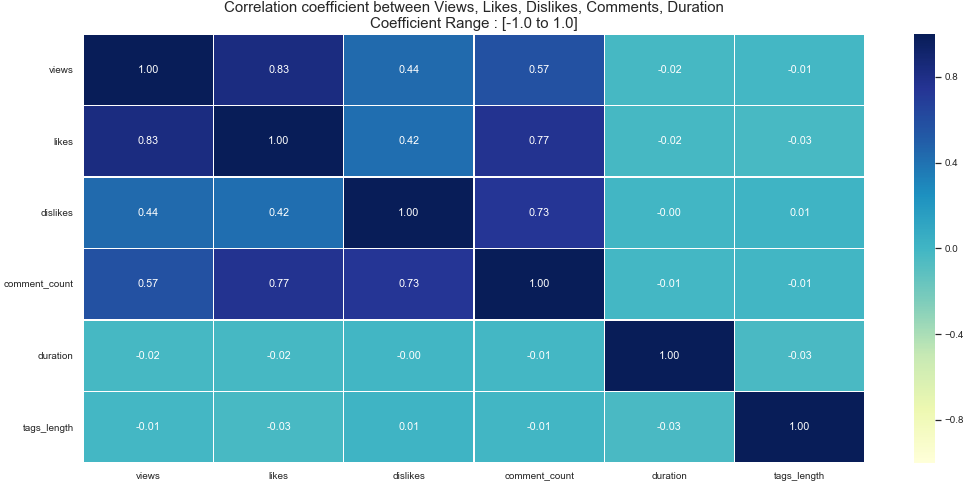 Correlation coefficient between Views, Likes, Dislikes, Comments, Duration
Coefficient Range : [-1.0 to 1.0]
views 1.00 0.83 0.44 0.57 -0.02 -0.01
likes 0.83 1.00 0.42 0.77 -0.02 -0.03
dislikes 0.44 0.42 1.00 0.73 -0.00 0.01
comment_count 0.57 0.77 0.73 1.00 -0.01 -0.01
duration -0.02 -0.02 -0.00 -0.01 1.00 -0.03
tags_length -0.01 -0.03 0.01 -0.01 -0.03 1.00
views likes dislikes comment_count duration tags_length
0.8
0.4
0.0
−0.4
−0.8